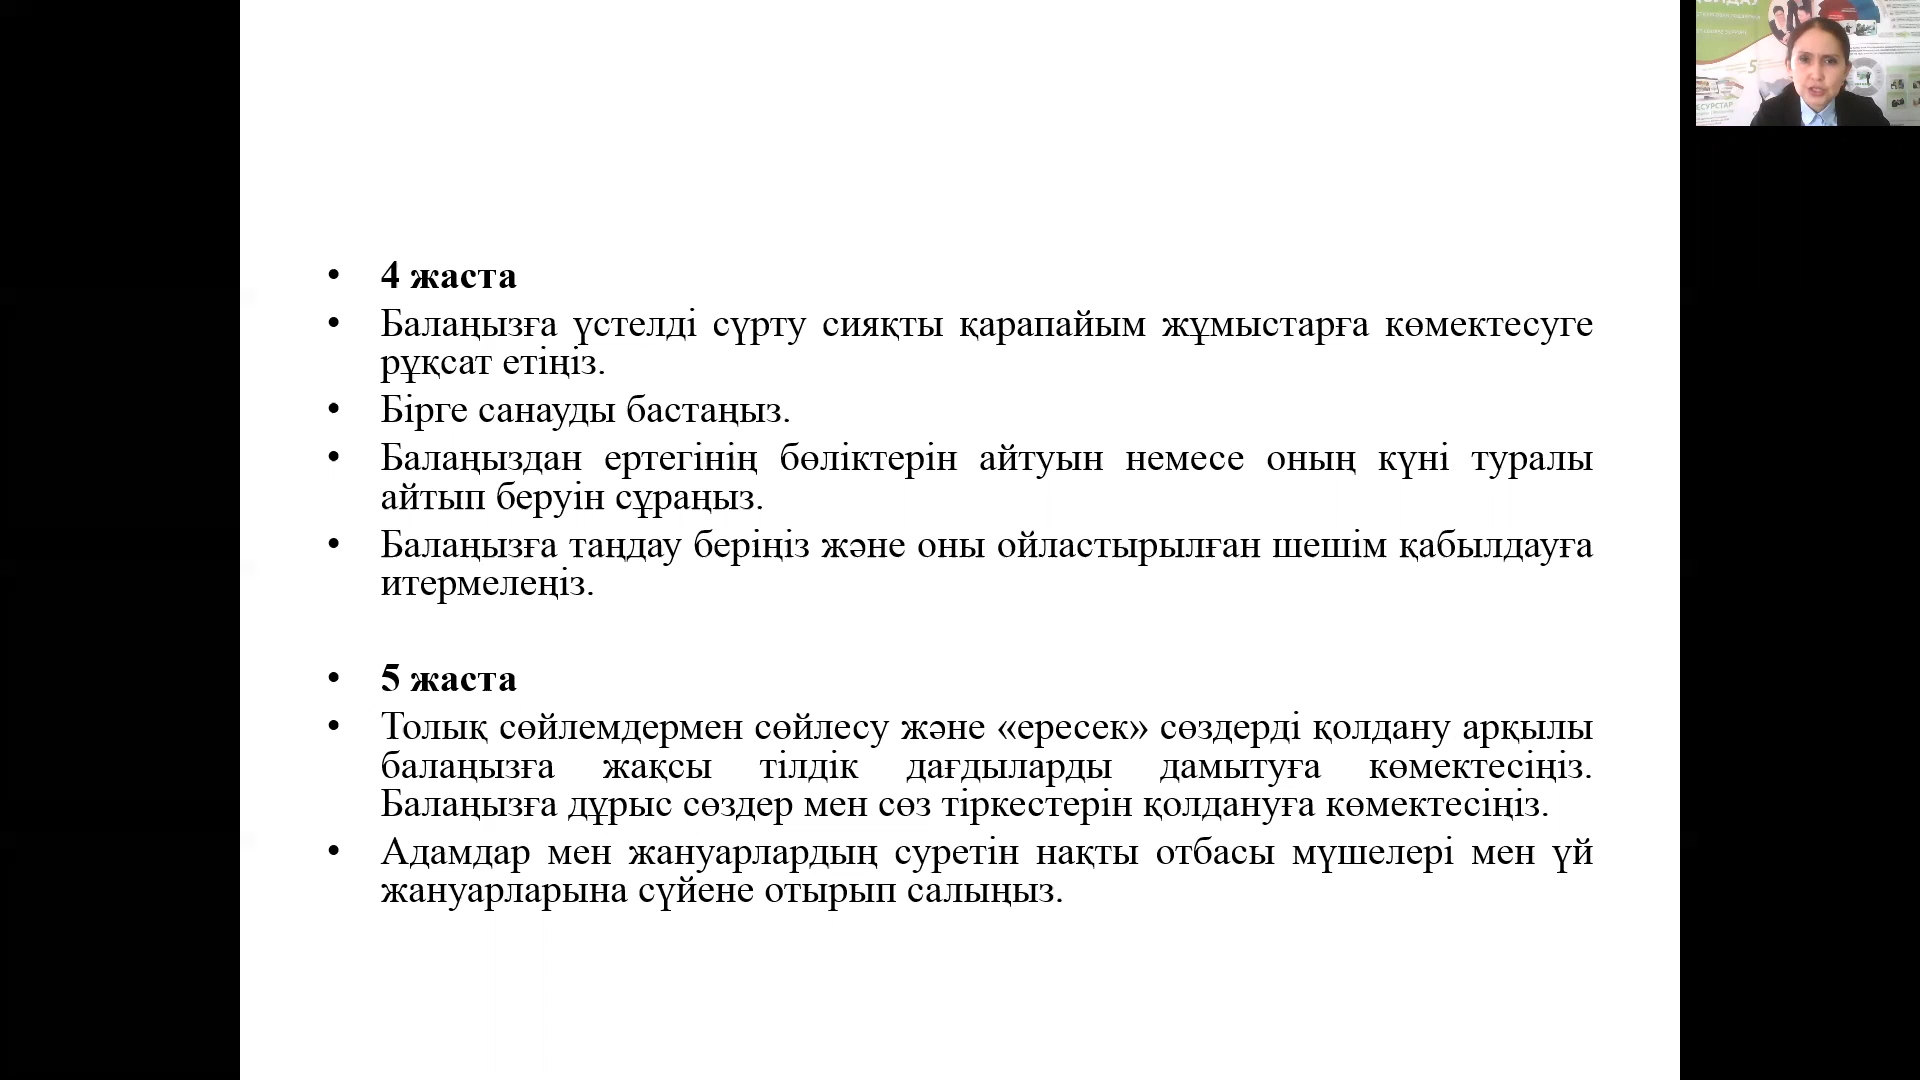 • 4 жаста
• Балаңызға үстелді сүрту сияқты қарапайым жұмыстарға көмектесуге
рұқсат етіңіз.
• Бірге санауды бастаңыз.
• Балаңыздан ертегінің бөліктерін айтуын немесе оның күні туралы
айтып беруін сұраңыз.
• Балаңызға таңдау беріңіз және оны ойластырылған шешім қабылдауға
итермелеңіз.
• 5 жаста
• Толық сөйлемдермен сөйлесу және «ересек» сөздерді қолдану арқылы
балаңызға жақсы тілдік дағдыларды дамытуға көмектесіңіз.
Балаңызға дұрыс сөздер мен сөз тіркестерін қолдануға көмектесіңіз.
• Адамдар мен жануарлардың суретін нақты отбасы мүшелері мен үй
жануарларына сүйене отырып салыңыз.
5